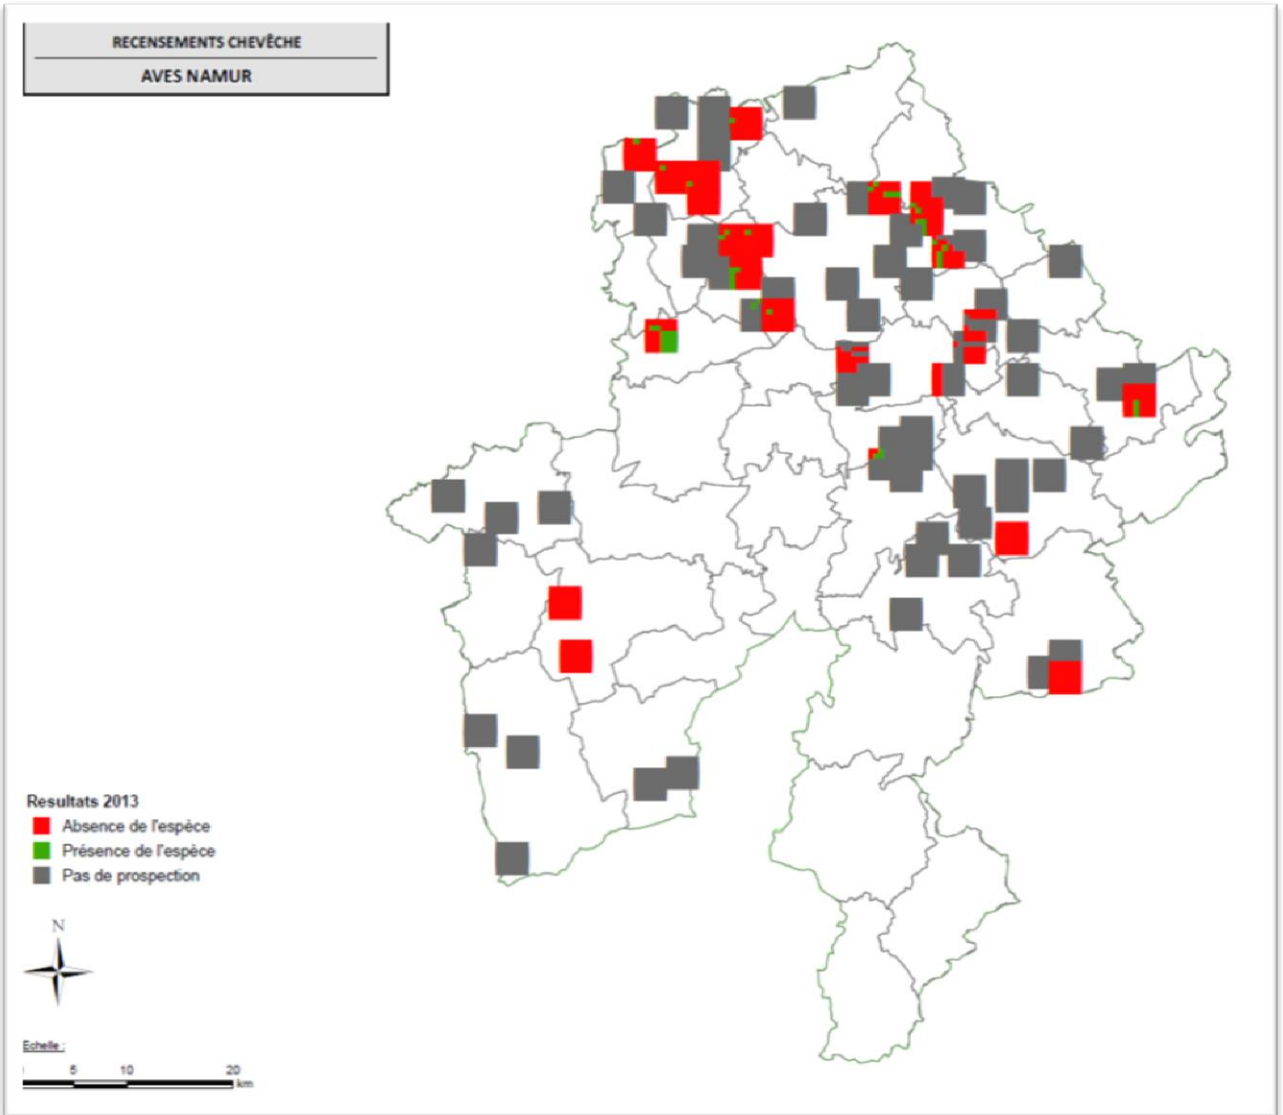 RECENSEMENTS CHEVÊCHE
AVES NAMUR
Resultats 2013
Absence de l'espèce
Présence de l'espèce
Pas de prospection
N
Echelle :
5 10 20
km